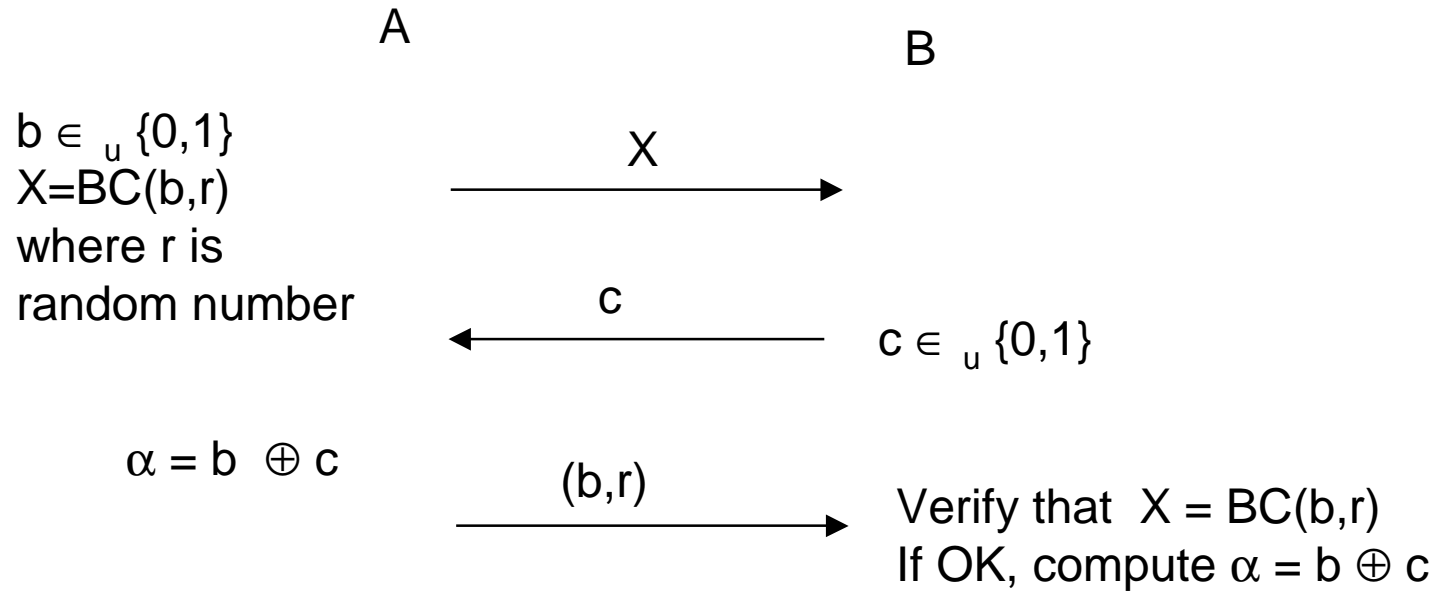 A
B
b ∈ u {0,1}
X=BC(b,r)
where r is
random number
X
c
c ∈ u {0,1}
α = b ⊕ c
(b,r)
Verify that X = BC(b,r)
If OK, compute α = b ⊕ c